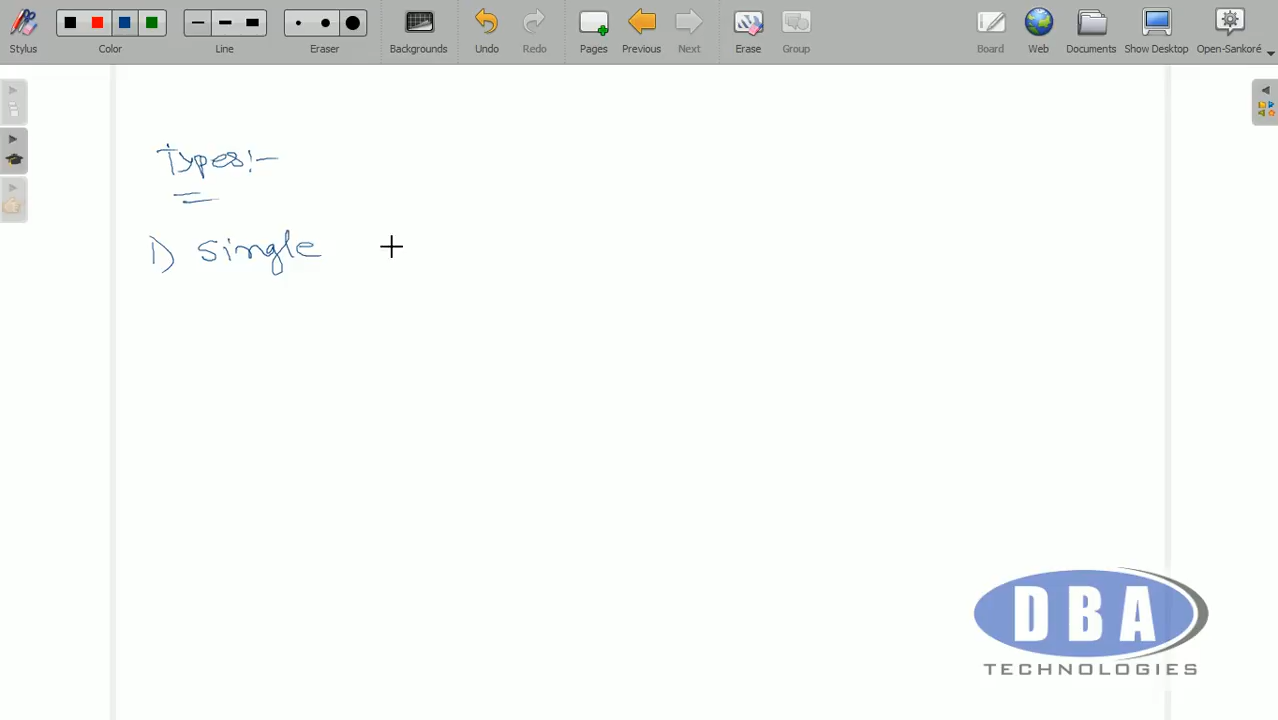 Stylus Color Line Eraser Backgrounds Undo Redo Pages Previous Next Erase Group Board Web Documents Show Desktop Open-Sankoré
Types:-
1) single
DBA
TECHNOLOGIES